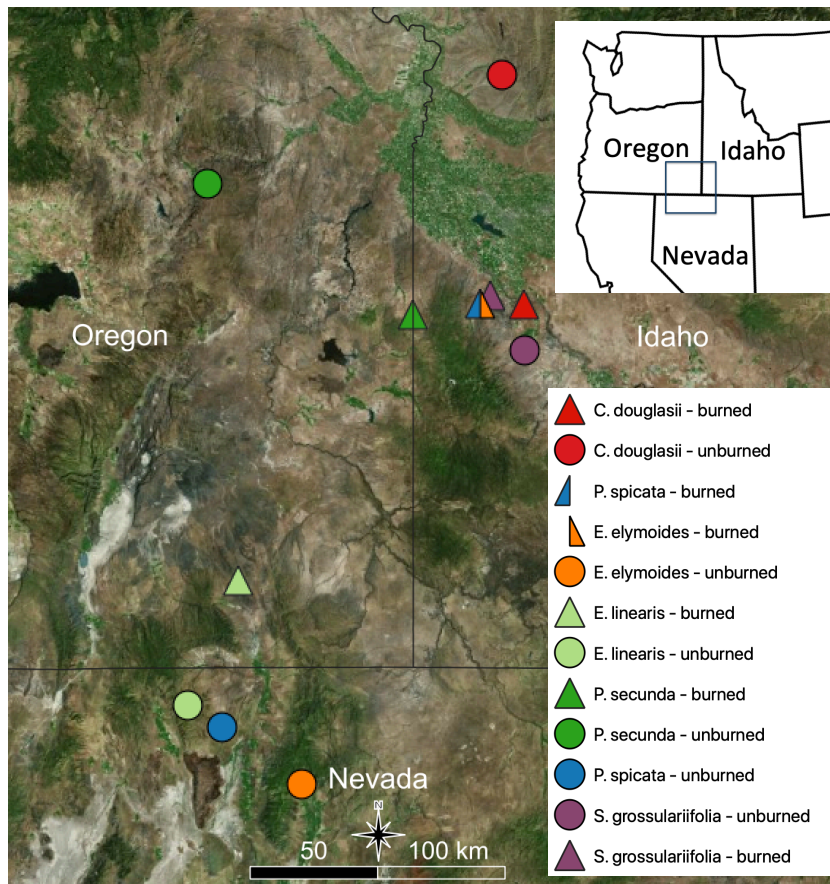 Oregon
Idaho
Nevada
Oregon
Idaho
C. douglasii – burned
C. douglasii – unburned
P. spicata – burned
E. elymoides – burned
E. elymoides – unburned
E. linearis – burned
E. linearis – unburned
P. secunda – burned
P. secunda – unburned
P. spicata – unburned
S. grossulariifolia – unburned
S. grossulariifolia – burned
Nevada
N
50
100 km